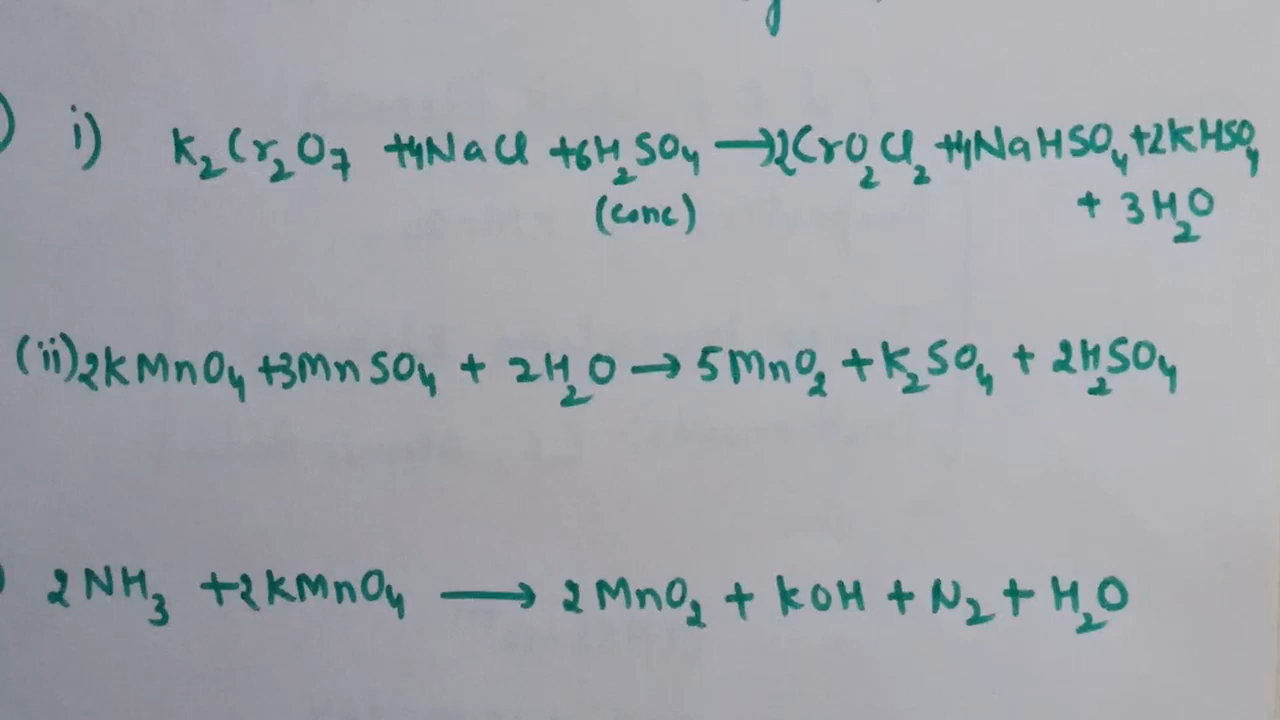 i) K₂Cr₂O₇ +4NaCl +6H₂SO₄ → 2CrO₂Cl₂ +4NaHSO₄ +2KHSO₄
(conc) + 3H₂O
(ii) 2KMnO₄ +3MnSO₄ + 2H₂O → 5MnO₂ + K₂SO₄ + 2H₂SO₄
2NH₃ +2KMnO₄ → 2MnO₂ + KOH + N₂ + H₂O